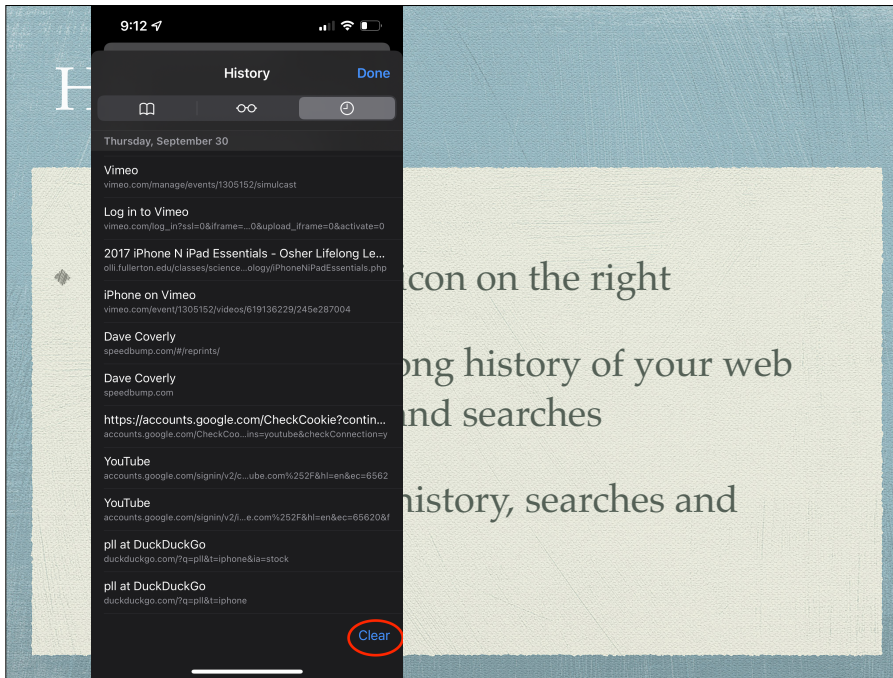 H
9:12
History
Done
Thursday, September 30
Vimeo
vimeo.com/manage/events/1305152/simulcast
Log in to Vimeo
vimeo.com/log_in?ssl=0&iframe=...0&upload_iframe=0&activate=0
2017 iPhone N iPad Essentials - Osher Lifelong Le...
olli.fullerton.edu/classes/science...ology/iPhoneNiPadEssentials.php
iPhone on Vimeo
vimeo.com/event/1305152/videos/619136229/245e287004
Dave Coverly
speedbump.com/#/reprints/
Dave Coverly
speedbump.com
https://accounts.google.com/CheckCookie?contin...
accounts.google.com/CheckCoo...ins=youtube&checkConnection=y
YouTube
accounts.google.com/signin/v2/c...ube.com%252F&hl=en&ec=6562
YouTube
accounts.google.com/signin/v2/i...e.com%252F&hl=en&ec=65620&f
pll at DuckDuckGo
duckduckgo.com/?q=pll&t=iphone&ia=stock
pll at DuckDuckGo
duckduckgo.com/?q=pll&t=iphone
Clear
icon on the right
history of your web
and searches
history, searches and